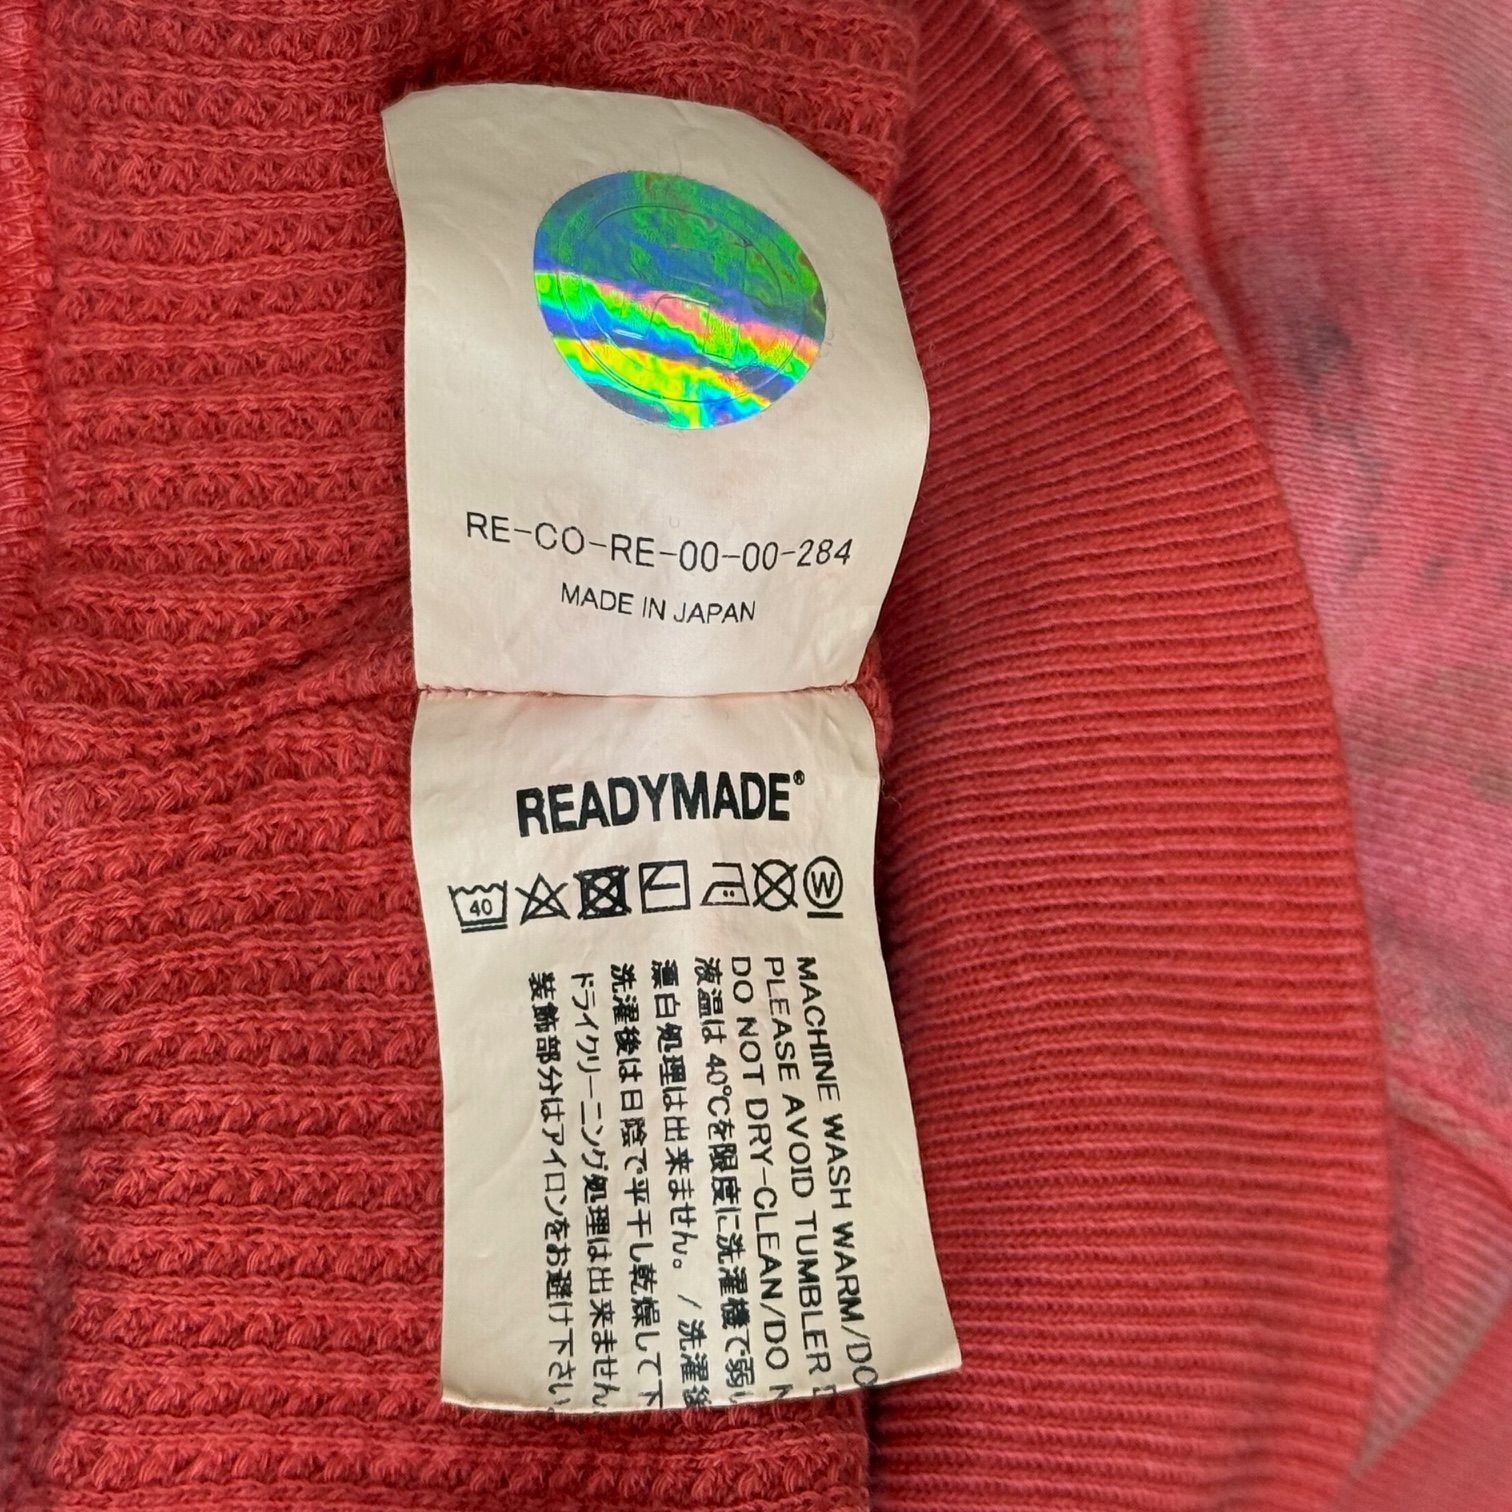 RE-CO-RE-00-00-284
MADE IN JAPAN
READYMADE®
40
W
MACHINE WASH WARM/DO
PLEASE AVOID TUMBLER
DO NOT DRY-CLEAN/DO
液温は 40℃を限度に洗濯機で弱
漂白処理は出来ません。 / 洗濯後
洗濯後は日陰で平干し乾燥して下
ドライクリーニング処理は出来ません
装飾部分はアイロンをお避け下さい。